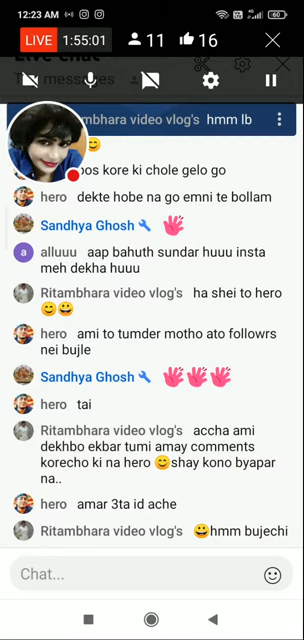 12:23 AM
4G
60
LIVE 1:55:01 11 16
Live chat
messages
ambhara video vlog's hmm lb
os kore ki chole gelo go
hero dekte hobe na go emni te bollam
Sandhya Ghosh
alluuu aap bahuth sundar huuu insta
meh dekha huuu
Ritambhara video vlog's ha shei to hero
hero ami to tumder motho ato followrs
nei bujle
Sandhya Ghosh
hero tai
Ritambhara video vlog's accha ami
dekhbo ekbar tumi amay comments
korecho ki na hero 😊shay kono byapar
na..
hero amar 3ta id ache
Ritambhara video vlog's 😀hmm bujechi
Chat...